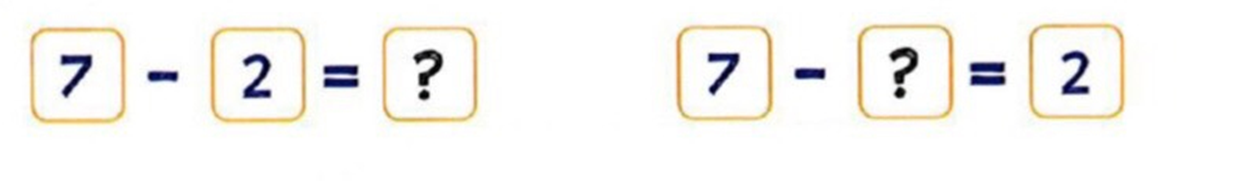 7 - 2 = ? 7 - ? = 2